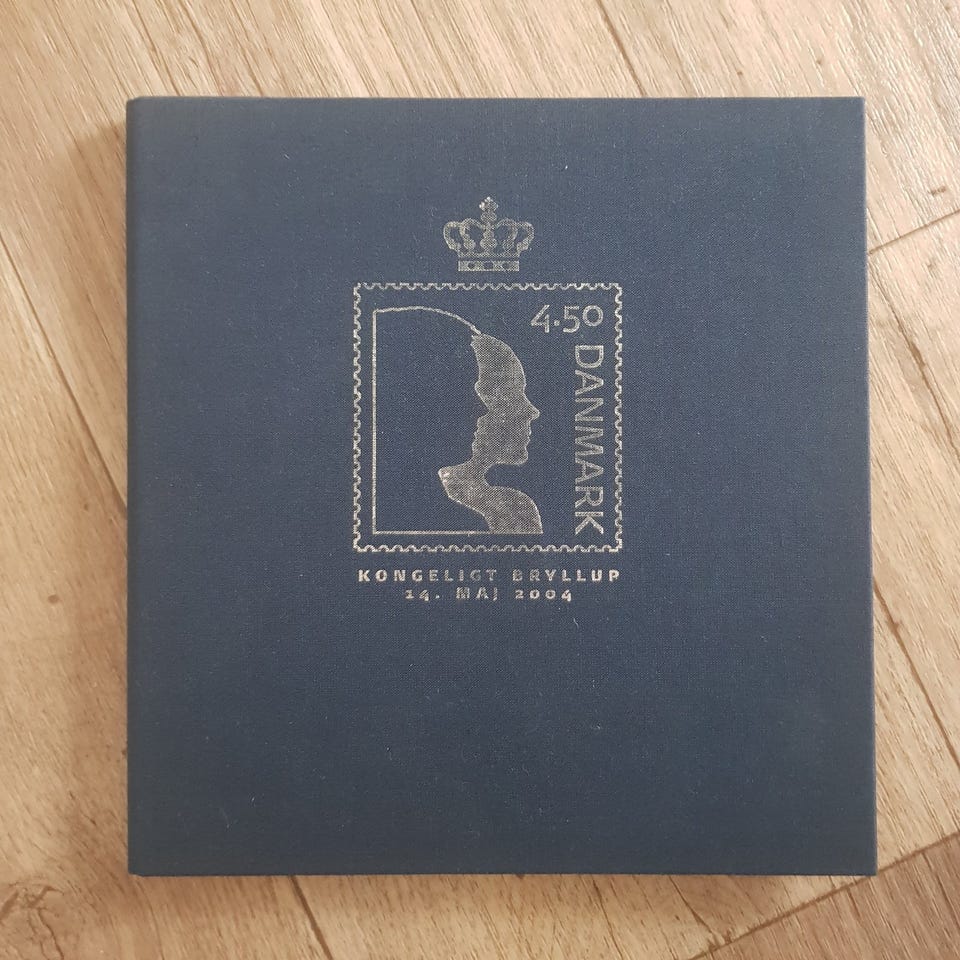 4.50
DANMARK
KONGELIGT BRYLLUP
14. MAJ 2004